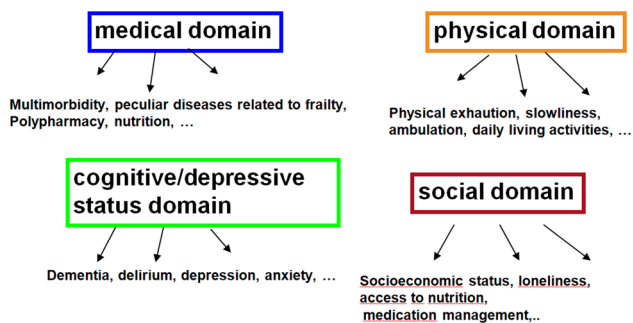 medical domain
Multimorbidity, peculiar diseases related to frailty,
Polypharmacy, nutrition, …
physical domain
Physical exhaution, slowliness,
ambulation, daily living activities, …
cognitive/depressive
status domain
Dementia, delirium, depression, anxiety, …
social domain
Socioeconomic status, loneliness,
access to nutrition,
medication management,..